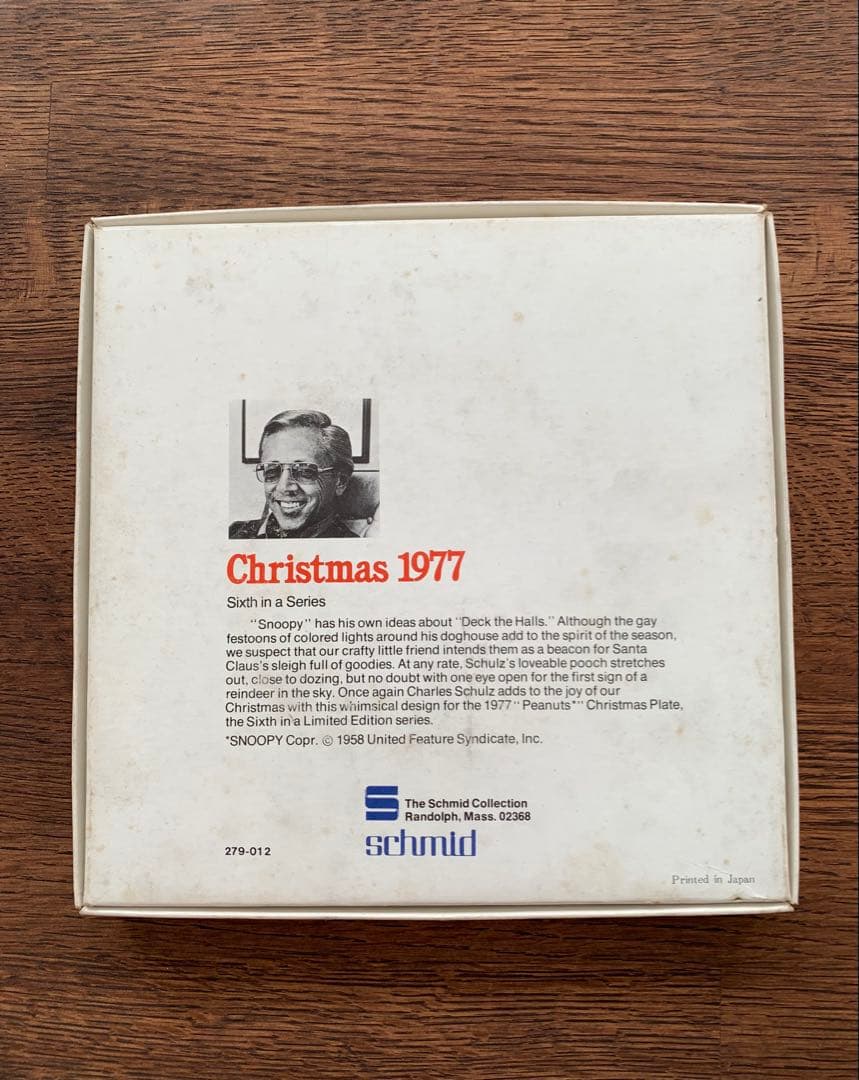 Christmas 1977
Sixth in a Series
"Snoopy" has his own ideas about "Deck the Halls." Although the gay
festoons of colored lights around his doghouse add to the spirit of the season,
we suspect that our crafty little friend intends them as a beacon for Santa
Claus's sleigh full of goodies. At any rate, Schulz's loveable pooch stretches
out, close to dozing, but no doubt with one eye open for the first sign of a
reindeer in the sky. Once again Charles Schulz adds to the joy of our
Christmas with this whimsical design for the 1977 "Peanuts*" Christmas Plate,
the Sixth in a Limited Edition series.
*SNOOPY Copr. © 1958 United Feature Syndicate, Inc.
The Schmid Collection
Randolph, Mass. 02368
schmid
279-012
Printed in Japan